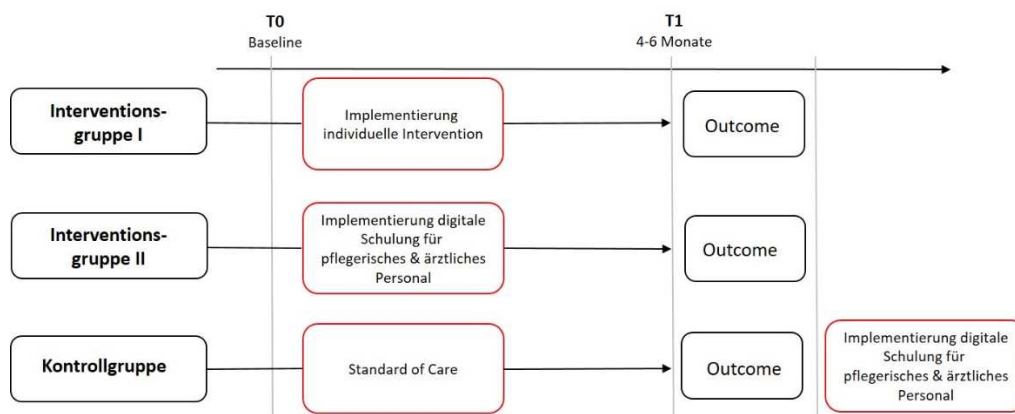 T0
Baseline
T1
4-6 Monate
Interventions-
gruppe I
Implementierung
individuelle Intervention
Outcome
Interventions-
gruppe II
Implementierung digitale
Schulung für
pflegerisches & ärztliches
Personal
Outcome
Kontrollgruppe
Standard of Care
Outcome
Implementierung digitale
Schulung für
pflegerisches & ärztliches
Personal